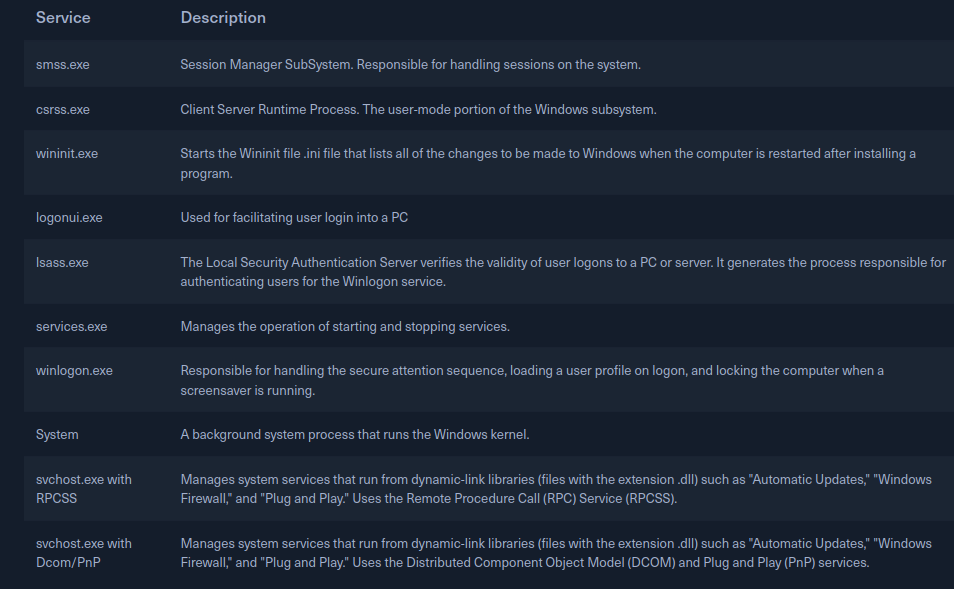 Service Description
smss.exe Session Manager SubSystem. Responsible for handling sessions on the system.
csrss.exe Client Server Runtime Process. The user-mode portion of the Windows subsystem.
wininit.exe Starts the Wininit file .ini file that lists all of the changes to be made to Windows when the computer is restarted after installing a
program.
logonui.exe Used for facilitating user login into a PC
lsass.exe The Local Security Authentication Server verifies the validity of user logons to a PC or server. It generates the process responsible for
authenticating users for the Winlogon service.
services.exe Manages the operation of starting and stopping services.
winlogon.exe Responsible for handling the secure attention sequence, loading a user profile on logon, and locking the computer when a
screensaver is running.
System A background system process that runs the Windows kernel.
svchost.exe with Manages system services that run from dynamic-link libraries (files with the extension .dll) such as "Automatic Updates," "Windows
RPCSS Firewall," and "Plug and Play." Uses the Remote Procedure Call (RPC) Service (RPCSS).
svchost.exe with Manages system services that run from dynamic-link libraries (files with the extension .dll) such as "Automatic Updates," "Windows
Dcom/PnP Firewall," and "Plug and Play." Uses the Distributed Component Object Model (DCOM) and Plug and Play (PnP) services.